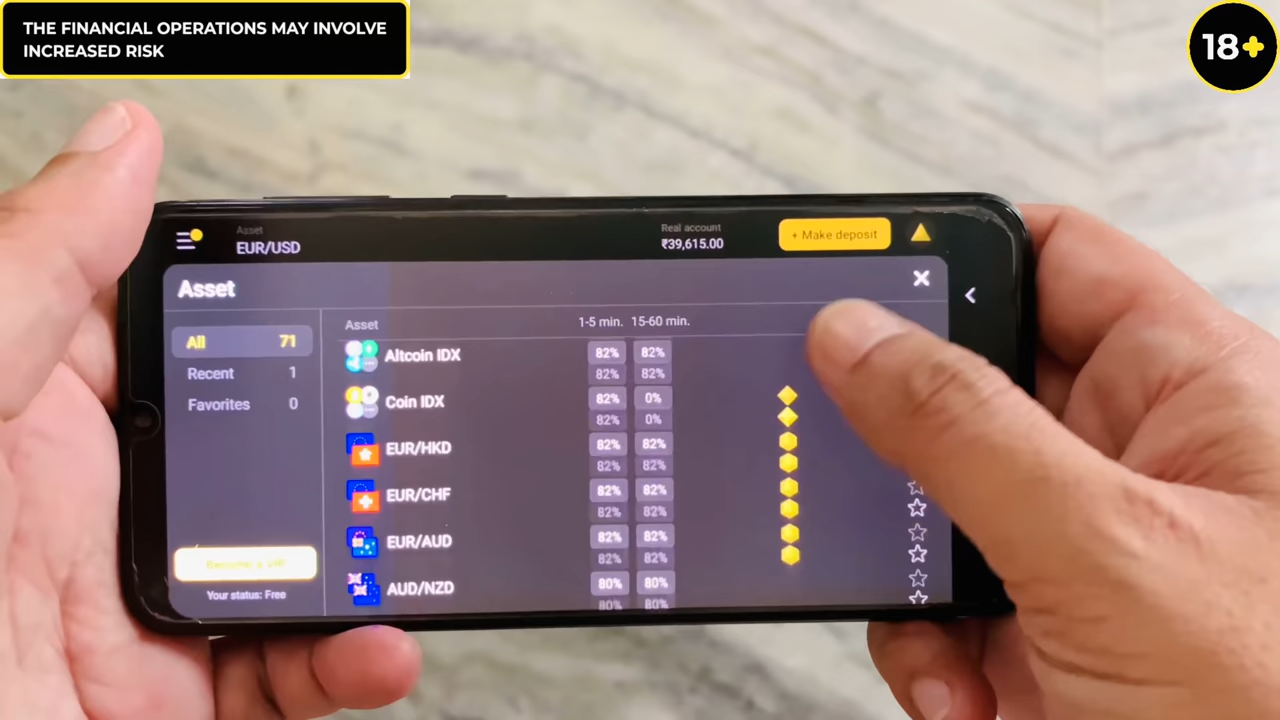 THE FINANCIAL OPERATIONS MAY INVOLVE
INCREASED RISK
18+
Asset
EUR/USD
Real account
₹39,615.00
+ Make deposit
Asset
All 71
Recent 1
Favorites 0
Your status: Free
Asset 1-5 min. 15-60 min.
Altcoin IDX 82% 82%
82% 82%
Coin IDX 82% 0%
82% 0%
EUR/HKD 82% 82%
82% 82%
EUR/CHF 82% 82%
82% 82%
EUR/AUD 82% 82%
82% 82%
AUD/NZD 80% 80%
80% 80%